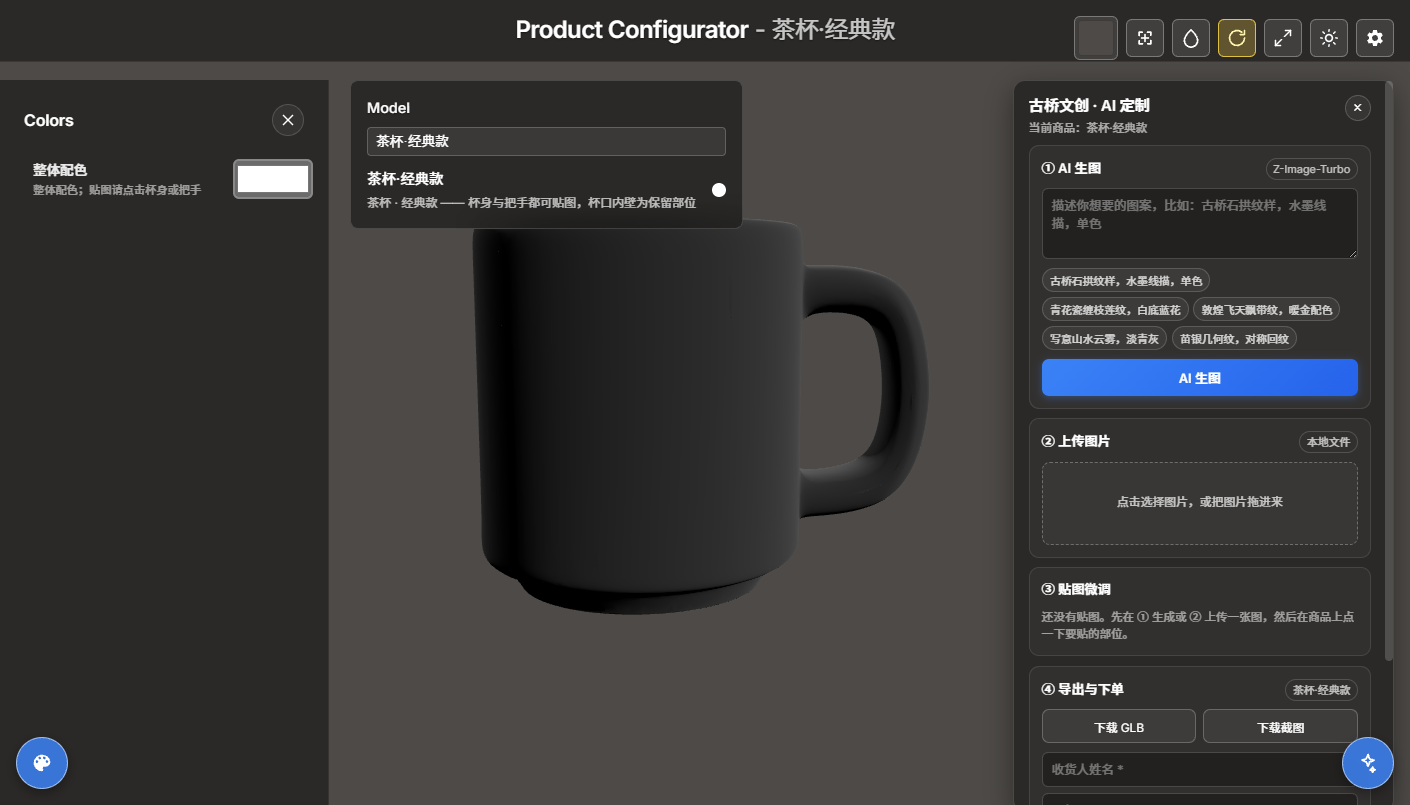 Product Configurator - 茶杯·经典款
Colors
整体配色
整体配色；贴图请点击杯身或把手
Model
茶杯·经典款
茶杯·经典款
茶杯 · 经典款 —— 杯身与把手都可贴图，杯口内壁为保留部位
古桥文创 · AI 定制
当前商品：茶杯·经典款
① AI 生图
Z-Image-Turbo
描述你想要的图案，比如：古桥石拱纹样，水墨线
描，单色
古桥石拱纹样，水墨线描，单色
青花瓷缠枝莲纹，白底蓝花
敦煌飞天飘带纹，暖金配色
写意山水云雾，淡青灰
苗银几何纹，对称回纹
AI 生图
② 上传图片
本地文件
点击选择图片，或把图片拖进来
③ 贴图微调
还没有贴图。先在 ① 生成或 ② 上传一张图，然后在商品上点
一下要贴的部位。
④ 导出与下单
茶杯·经典款
下载 GLB
下载截图
收货人姓名 *